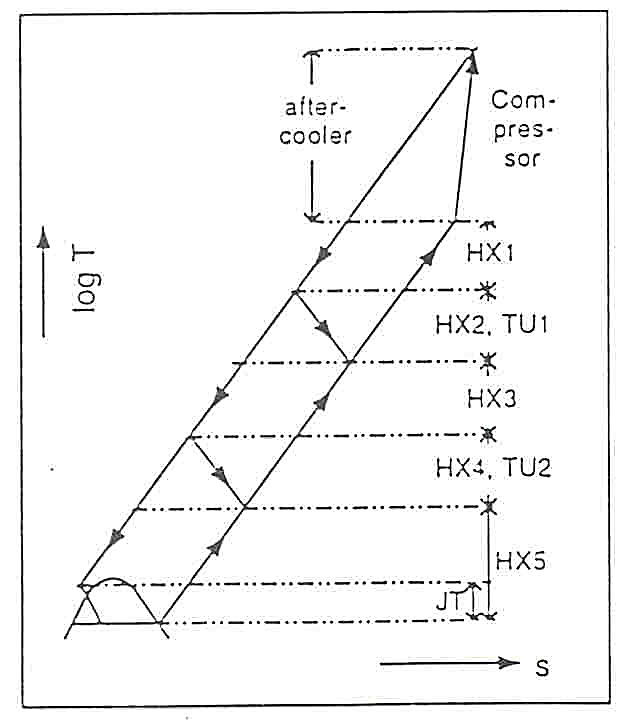 after-
cooler
Com-
pres-
sor
HX1
log T
HX2, TU1
HX3
HX4, TU2
HX5
JT
S